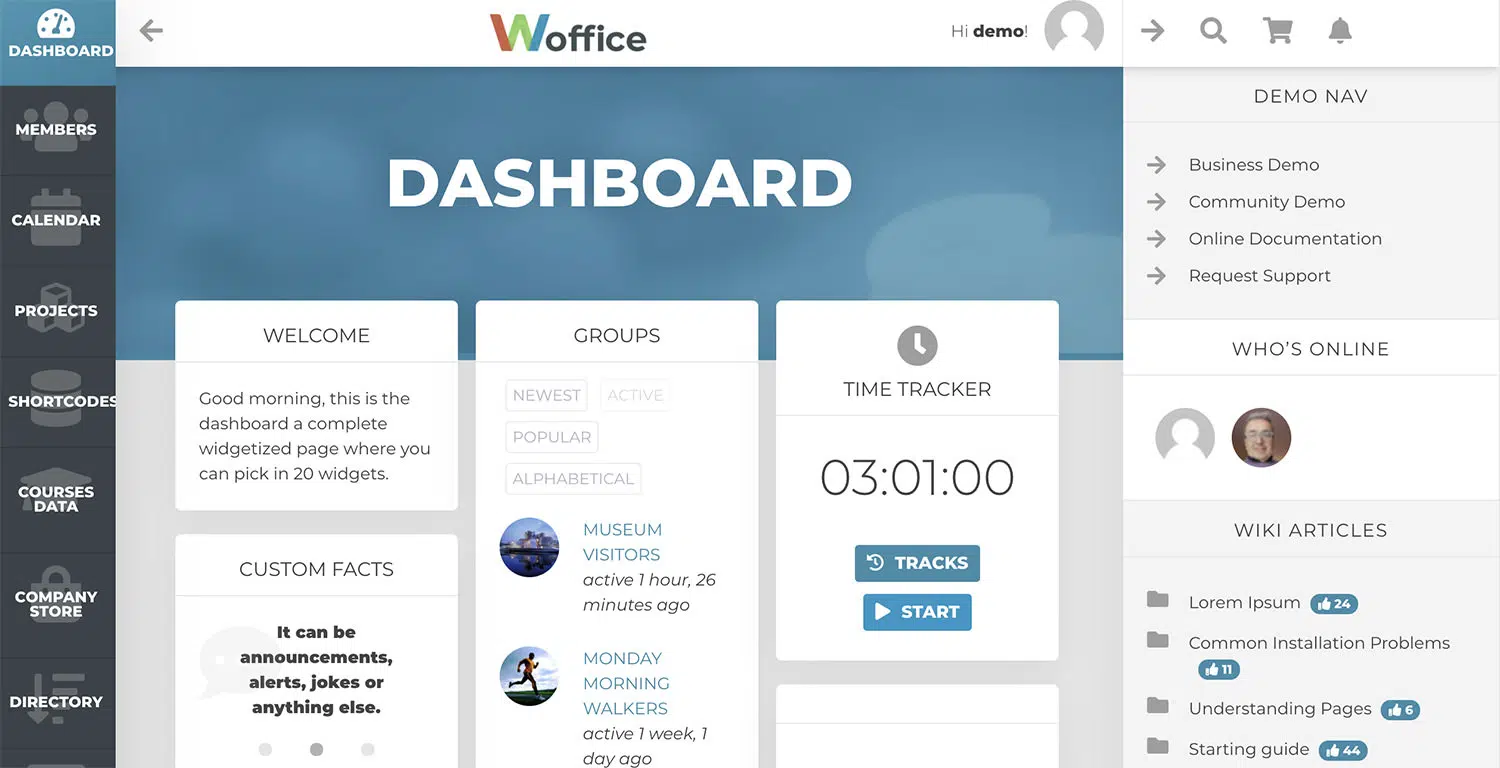 DASHBOARD
MEMBERS
CALENDAR
PROJECTS
SHORTCODES
COURSES
DATA
COMPANY
STORE
DIRECTORY
Woffice
Hi demo!
DASHBOARD
WELCOME
Good morning, this is the
dashboard a complete
widgetized page where you
can pick in 20 widgets.
CUSTOM FACTS
It can be
announcements,
alerts, jokes or
anything else.
GROUPS
NEWEST
ACTIVE
POPULAR
ALPHABETICAL
MUSEUM
VISITORS
active 1 hour, 26
minutes ago
MONDAY
MORNING
WALKERS
active 1 week, 1
day ago
TIME TRACKER
03:01:00
TRACKS
START
DEMO NAV
Business Demo
Community Demo
Online Documentation
Request Support
WHO'S ONLINE
WIKI ARTICLES
Lorem Ipsum 24
Common Installation Problems
11
Understanding Pages 6
Starting guide 44